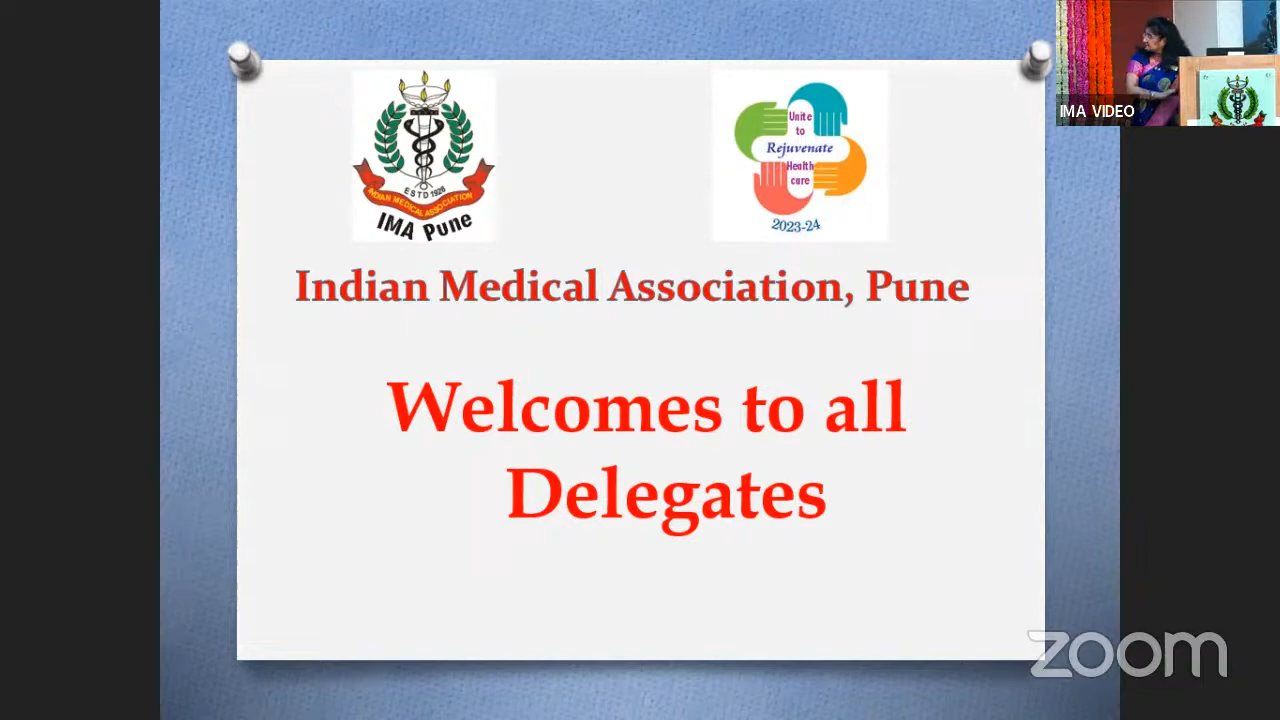 IMA VIDEO
ESTD 1928
INDIAN MEDICAL ASSOCIATION
IMA Pune
Unite
to
Rejuvenate
Health
care
2023-24
Indian Medical Association, Pune
Welcomes to all
Delegates
zoom